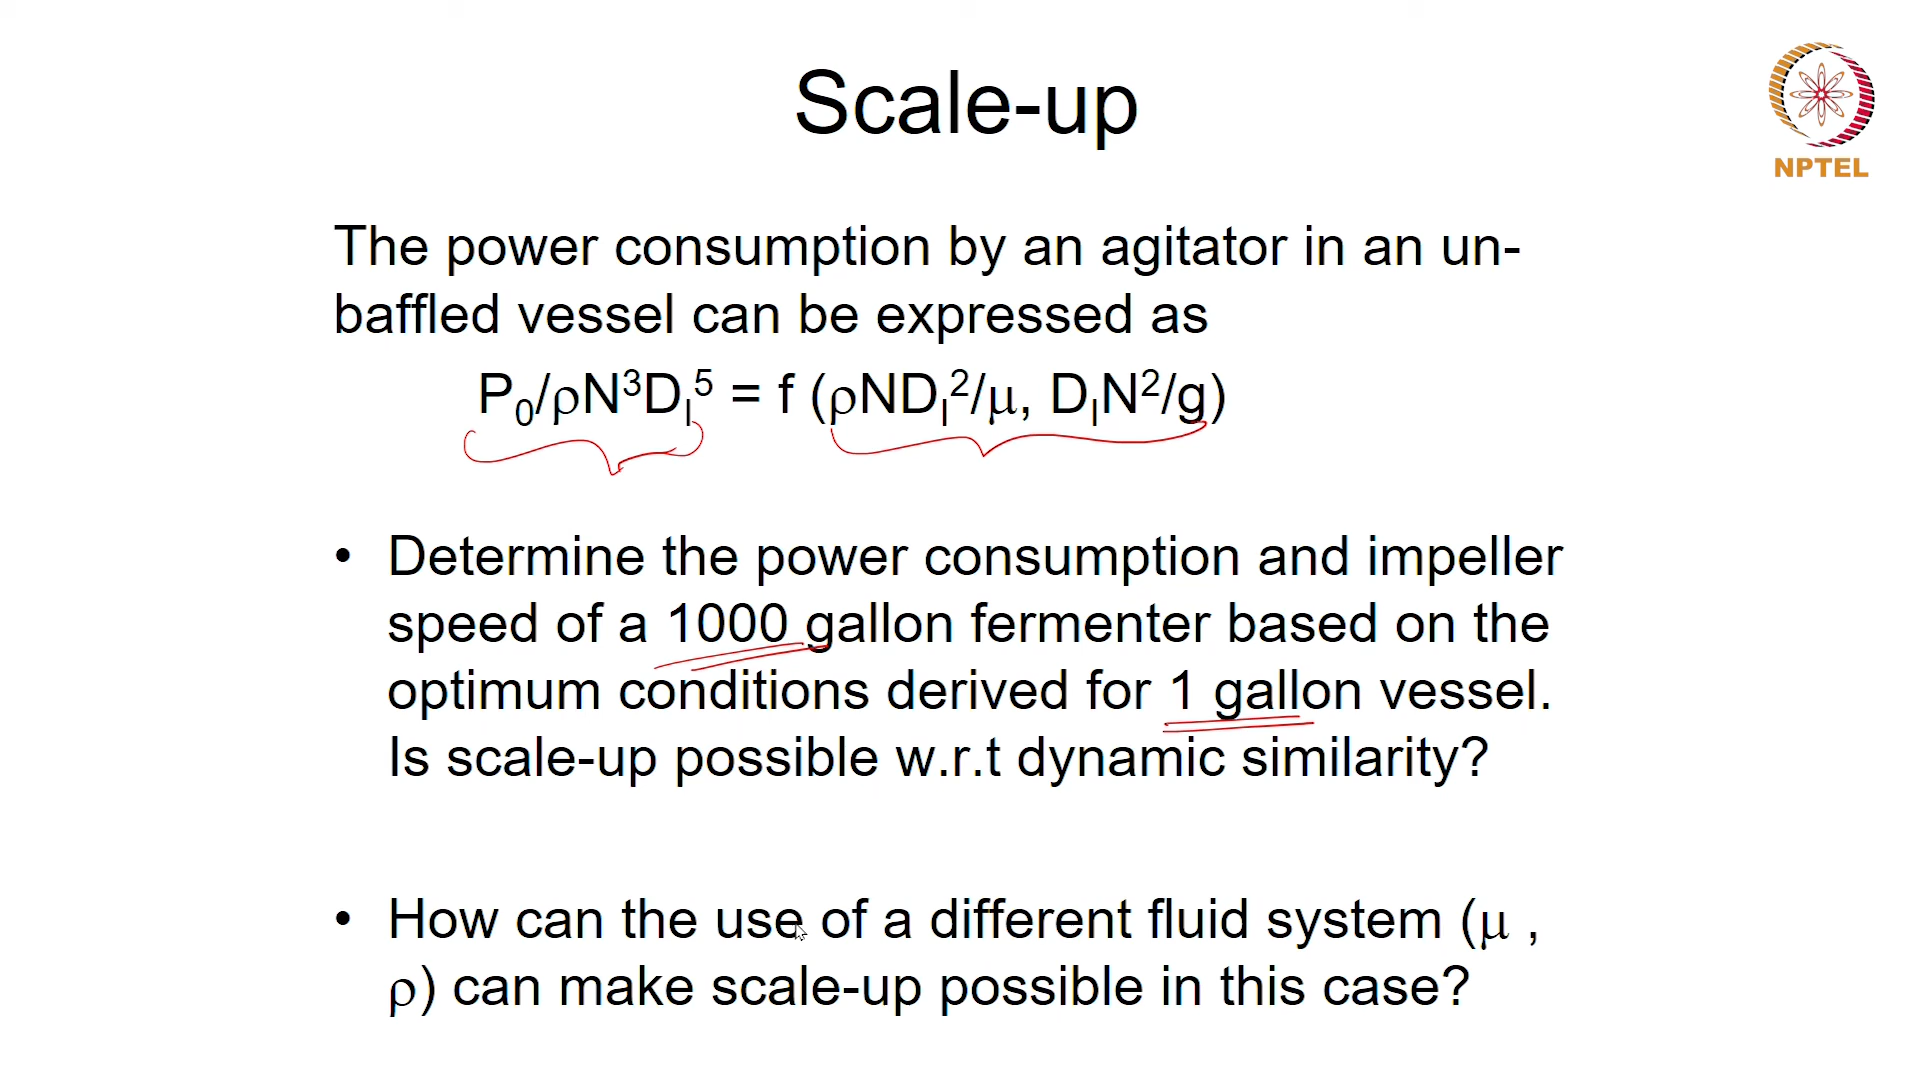 Scale-up
NPTEL
The power consumption by an agitator in an un-
baffled vessel can be expressed as
P₀/ρN³Dᵢ⁵ = f (ρNDᵢ²/μ, DᵢN²/g)
• Determine the power consumption and impeller
speed of a 1000 gallon fermenter based on the
optimum conditions derived for 1 gallon vessel.
Is scale-up possible w.r.t dynamic similarity?
• How can the use of a different fluid system (μ ,
ρ) can make scale-up possible in this case?